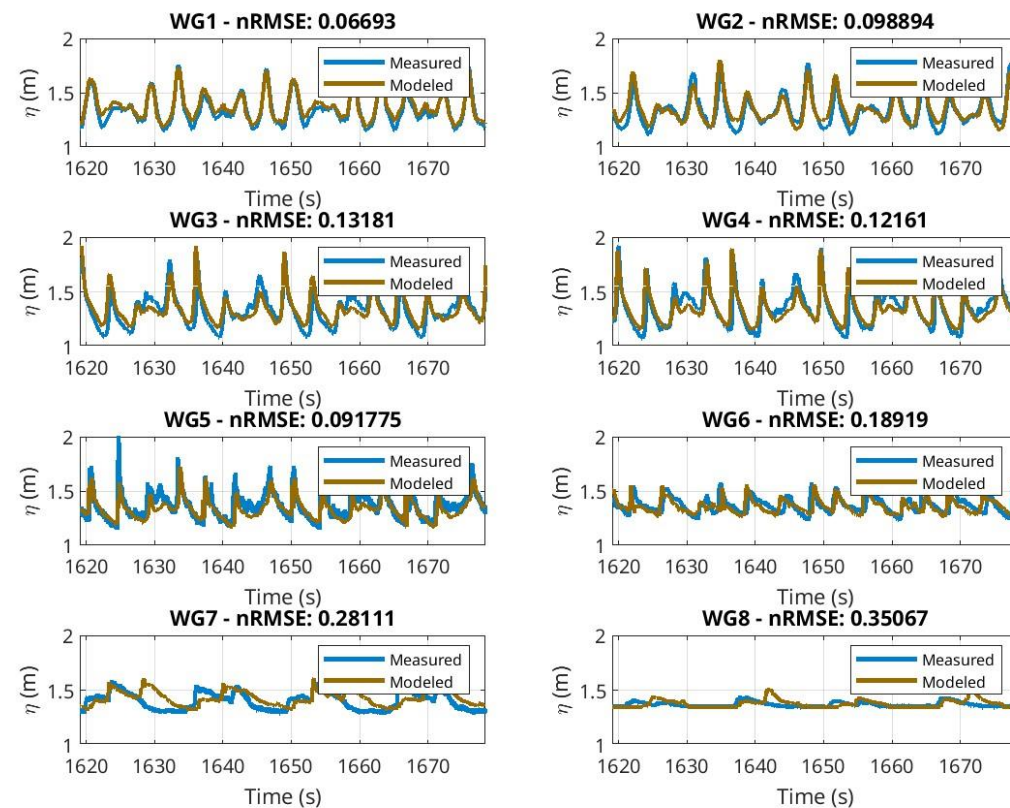 WG1 - nRMSE: 0.06693
2
1.5
1
η (m)
Measured
Modeled
1620 1630 1640 1650 1660 1670
Time (s)
WG2 - nRMSE: 0.098894
2
1.5
1
η (m)
Measured
Modeled
1620 1630 1640 1650 1660 1670
Time (s)
WG3 - nRMSE: 0.13181
2
1.5
1
η (m)
Measured
Modeled
1620 1630 1640 1650 1660 1670
Time (s)
WG4 - nRMSE: 0.12161
2
1.5
1
η (m)
Measured
Modeled
1620 1630 1640 1650 1660 1670
Time (s)
WG5 - nRMSE: 0.091775
2
1.5
1
η (m)
Measured
Modeled
1620 1630 1640 1650 1660 1670
Time (s)
WG6 - nRMSE: 0.18919
2
1.5
1
η (m)
Measured
Modeled
1620 1630 1640 1650 1660 1670
Time (s)
WG7 - nRMSE: 0.28111
2
1.5
1
η (m)
Measured
Modeled
1620 1630 1640 1650 1660 1670
Time (s)
WG8 - nRMSE: 0.35067
2
1.5
1
η (m)
Measured
Modeled
1620 1630 1640 1650 1660 1670
Time (s)